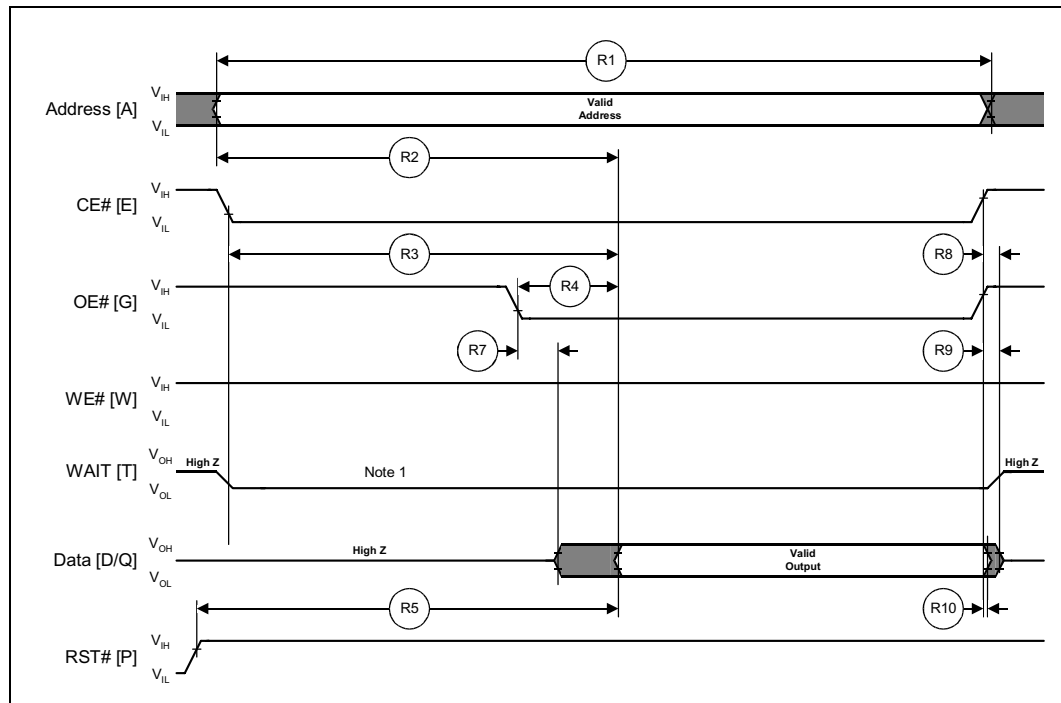 R1
Address [A]
VIH
VIL
Valid
Address
R2
CE# [E]
VIH
VIL
R3
R8
OE# [G]
VIH
VIL
R4
R7
R9
WE# [W]
VIH
VIL
WAIT [T]
VOH
VOL
High Z
Note 1
High Z
Data [D/Q]
VOH
VOL
High Z
Valid
Output
R5
R10
RST# [P]
VIH
VIL